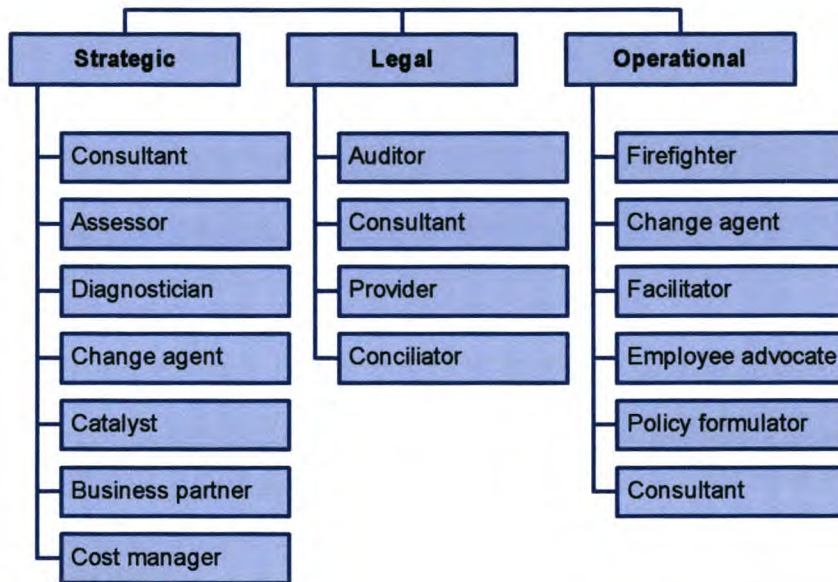 Strategic
Legal
Operational
Consultant
Assessor
Diagnostician
Change agent
Catalyst
Business partner
Cost manager
Auditor
Consultant
Provider
Conciliator
Firefighter
Change agent
Facilitator
Employee advocate
Policy formulator
Consultant